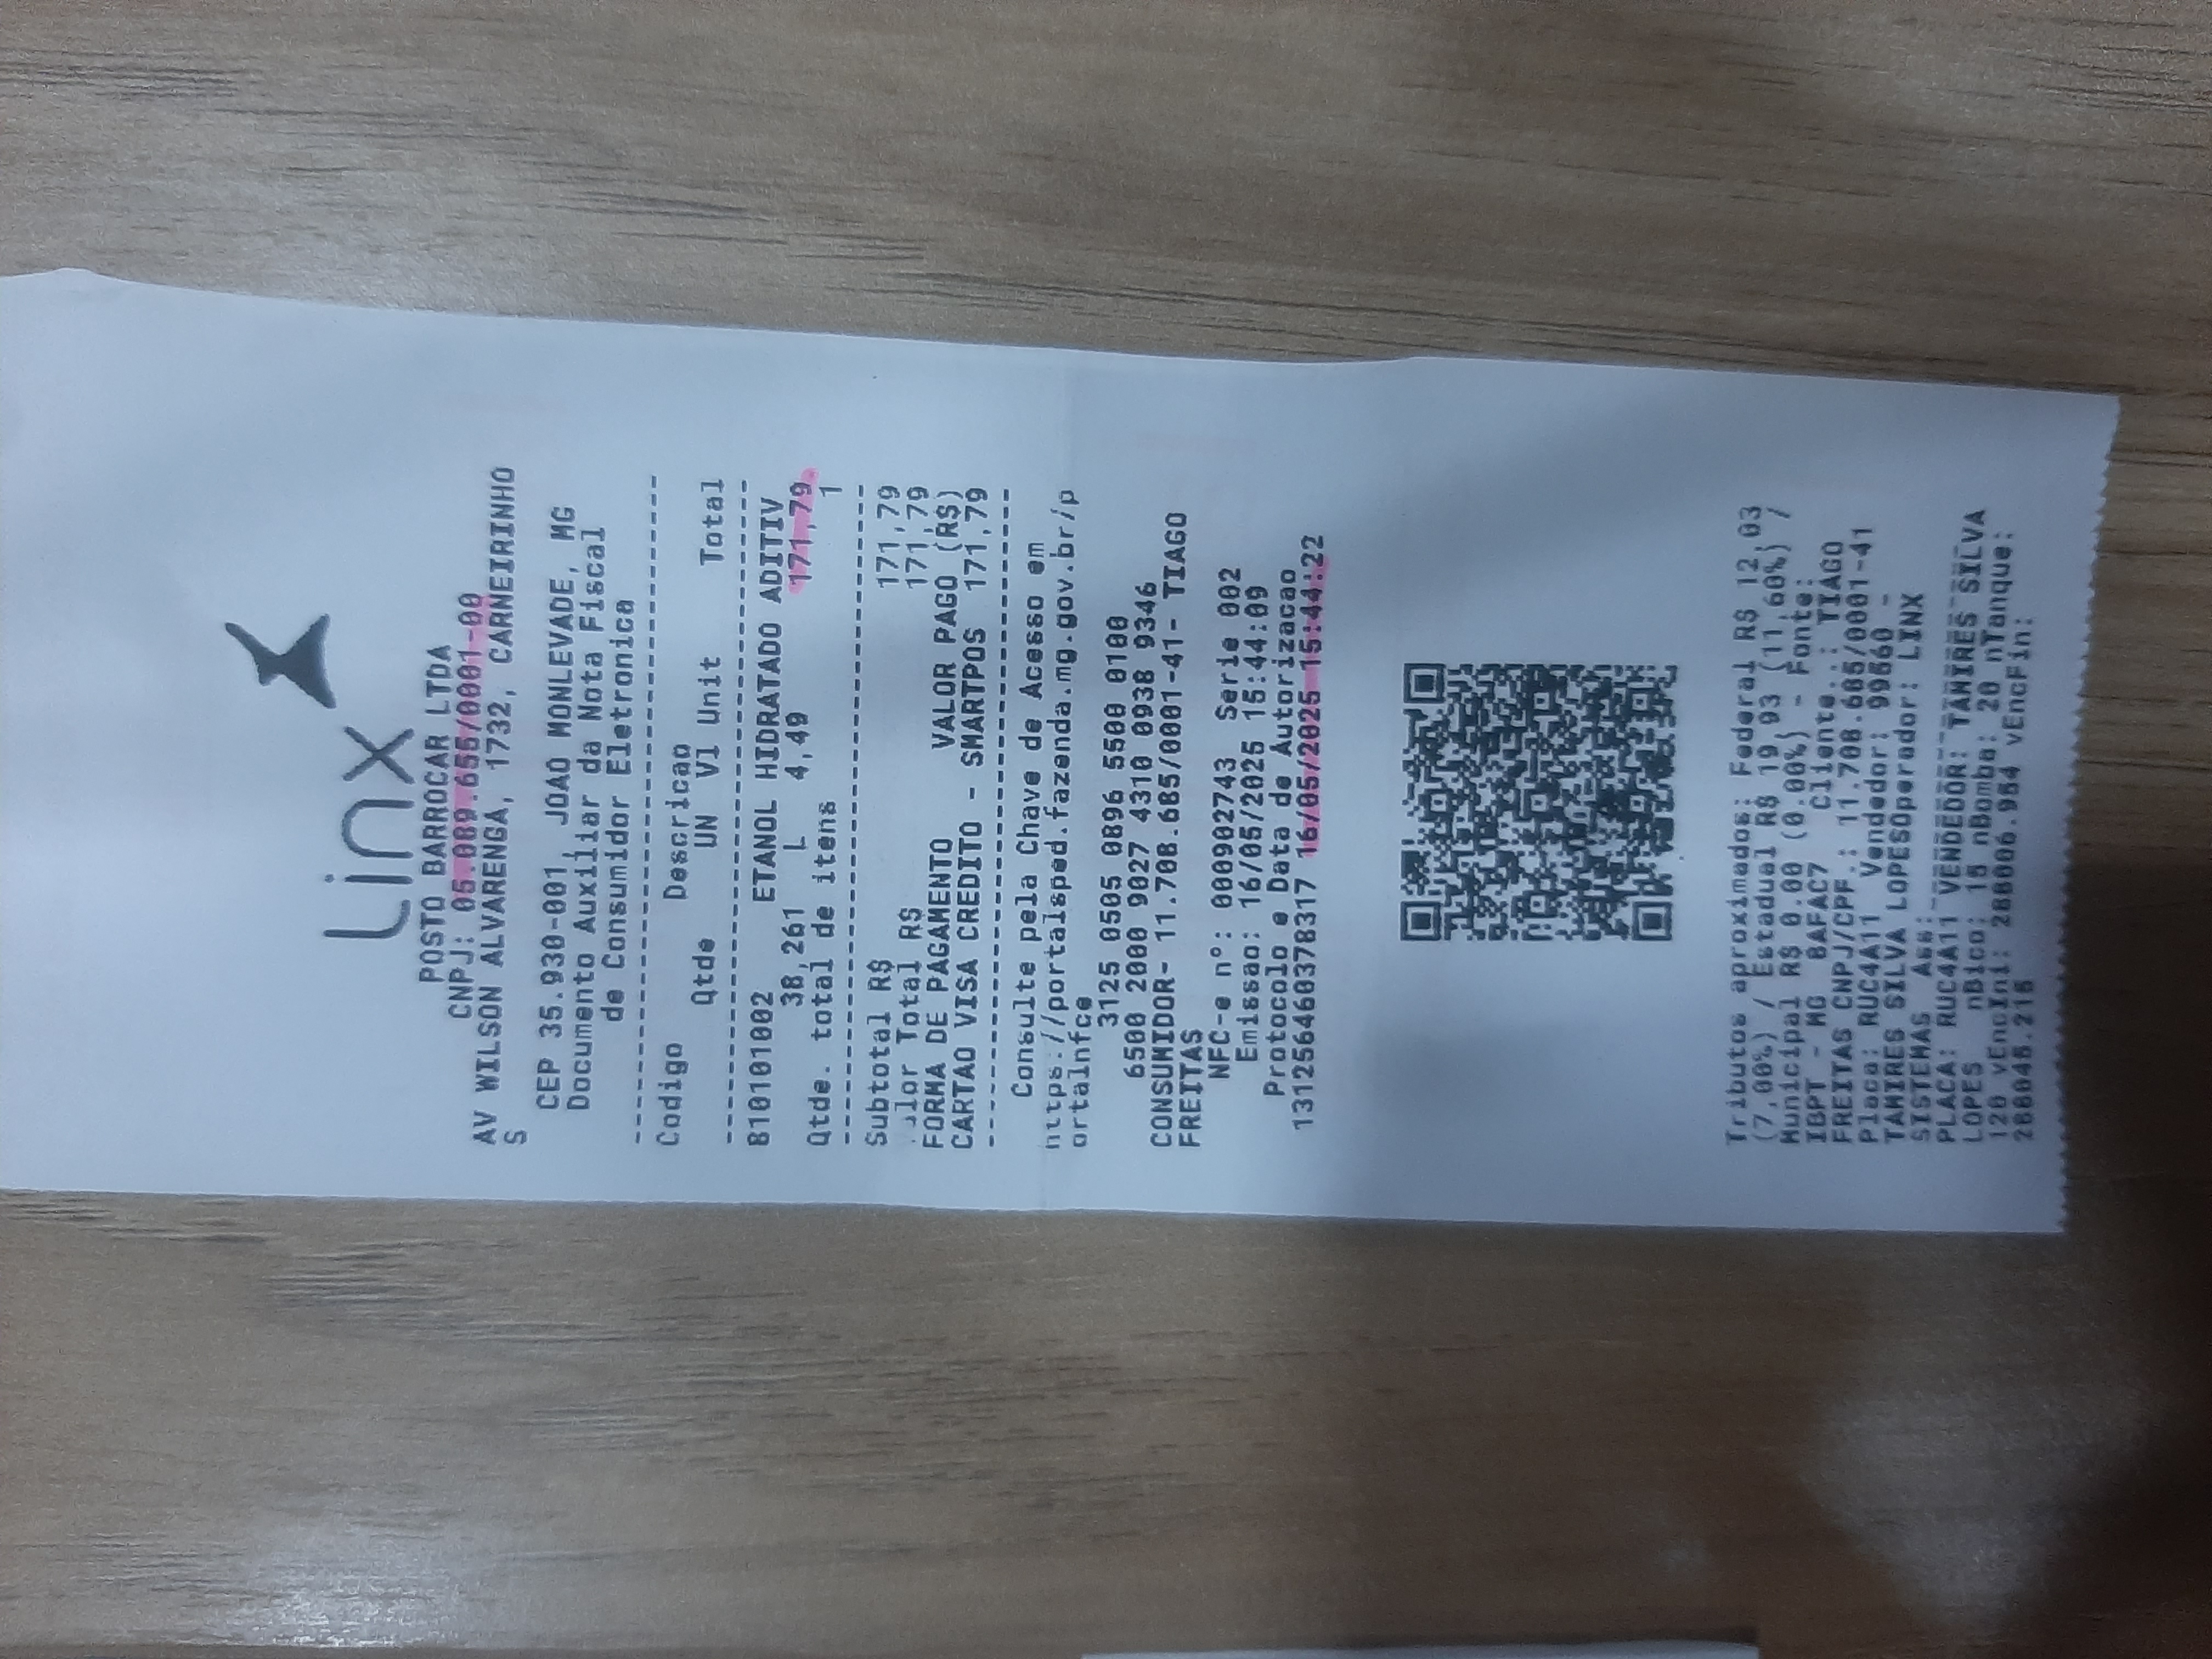 Linx
POSTO BARROCAR LTDA
CNPJ: 05.089.655/0001-00
AV WILSON ALVARENGA, 1732, CARNEIRINHO
S
CEP 35.930-001, JOAO MONLEVADE, MG
Documento Auxiliar da Nota Fiscal
de Consumidor Eletronica
Codigo Descricao
Qtde UN Vl Unit Total
810101002 ETANOL HIDRATADO ADITIV
38,261 L 4,49 171,79
Qtde. total de itens 1
Subtotal R$ 171,79
Total R$ 171,79
FORMA DE PAGAMENTO VALOR PAGO (R$)
CARTAO VISA CREDITO - SMARTPOS 171,79
Consulte pela Chave de Acesso em
https://portalsped.fazenda.mg.gov.br/p
ortalnfce
3125 0505 0896 5500 0100
6500 2000 9027 4310 0938 9346
CONSUMIDOR- 11.708.685/0001-41- TIAGO
FREITAS
NFC-e nº: 000902743 Serie 002
Emissao: 16/05/2025 15:44:09
Protocolo e Data de Autorizacao
131256460378317 16/05/2025 15:44:22
Tributos aproximados: Federal R$ 12,03
(7,00%) / Estadual R$ 19,93 (11,60%) /
Municipal R$ 0,00 (0,00%) - Fonte:
IBPT - MG 8AFAC7 Cliente..: TIAGO
FREITAS CNPJ/CPF.: 11.708.685/0001-41
Placa: RUC4A11 Vendedor: 99560 -
TAMIRES SILVA LOPESOperador: LINX
SISTEMAS Ass:
PLACA: RUC4A11 VENDEDOR: TAMIRES SILVA
LOPES nBico: 15 nBomba: 20 nTanque:
120 vEncIni: 288006.954 vEncFin:
288045.215